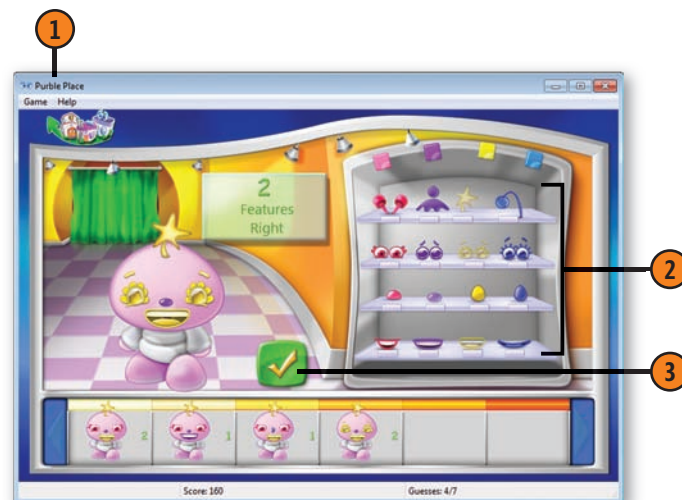 1
Purble Place
Game Help
2
Features
Right
2
3
2
1
1
2
Score: 160
Guesses: 4/7